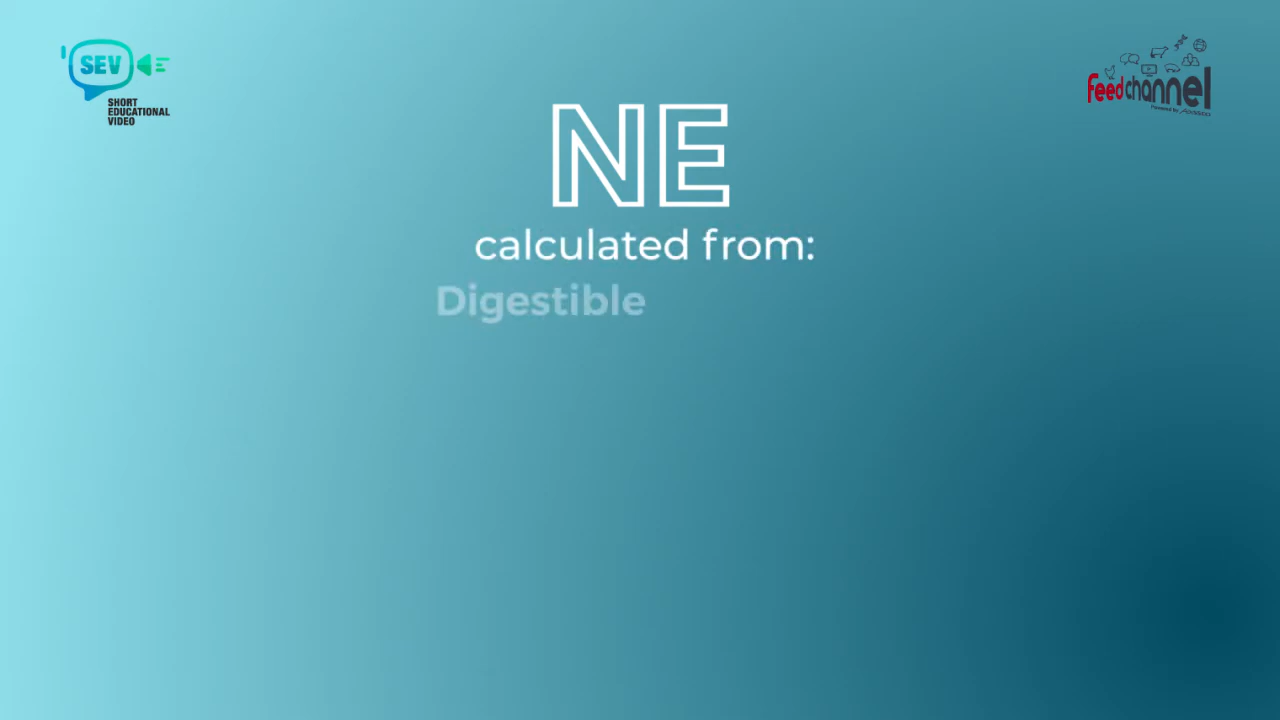 SEV
SHORT
EDUCATIONAL
VIDEO
feedchannel
NE
calculated from:
Digestible